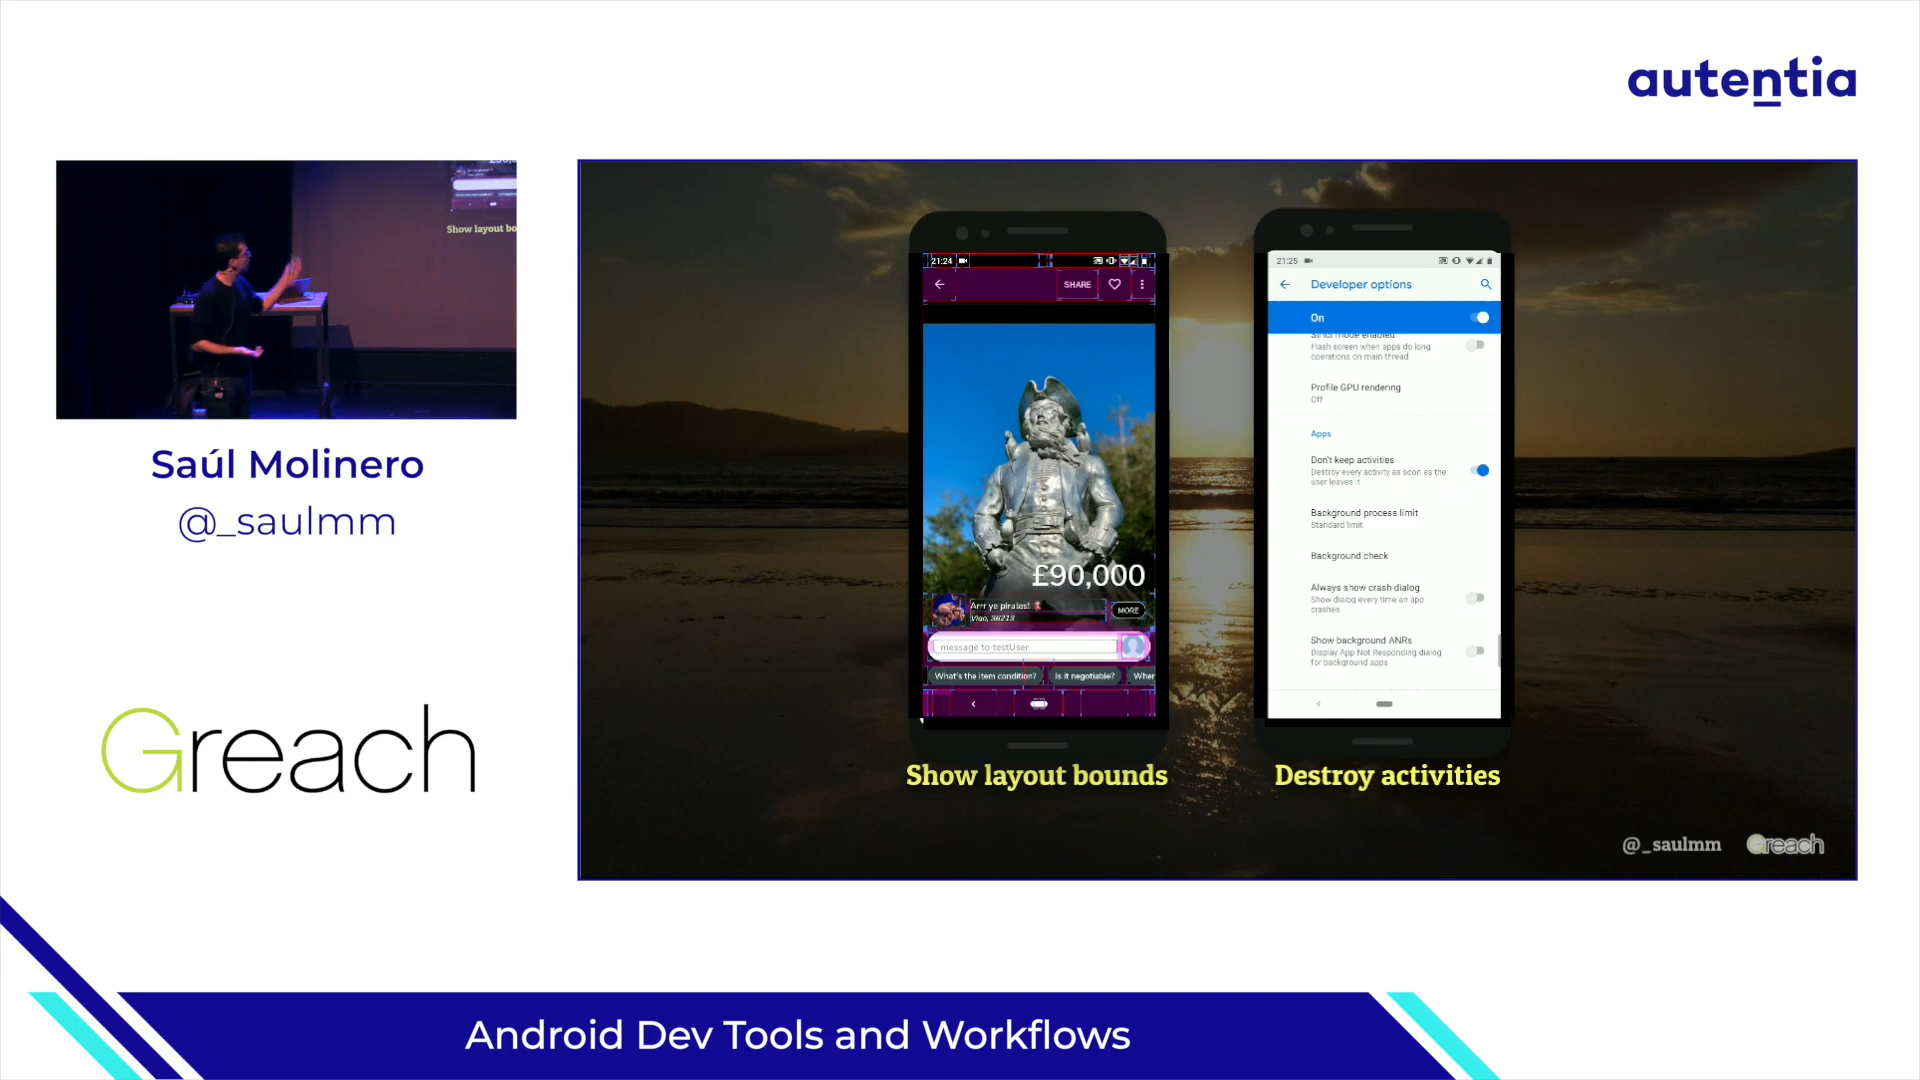 autentia
Show layout bo
Saúl Molinero
@_saulmm
Greach
21:24
SHARE
£90,000
Arrr ye pirates!
Vigo, 36213
MORE
message to testUser
What's the item condition?
Is it negotiable?
Wher
Show layout bounds
21:25
Developer options
On
Strict mode enabled
Flash screen when apps do long
operations on main thread
Profile GPU rendering
Off
Apps
Don't keep activities
Destroy every activity as soon as the
user leaves it
Background process limit
Standard limit
Background check
Always show crash dialog
Show dialog every time an app
crashes
Show background ANRs
Display App Not Responding dialog
for background apps
Destroy activities
@_saulmm
Greach
Android Dev Tools and Workflows